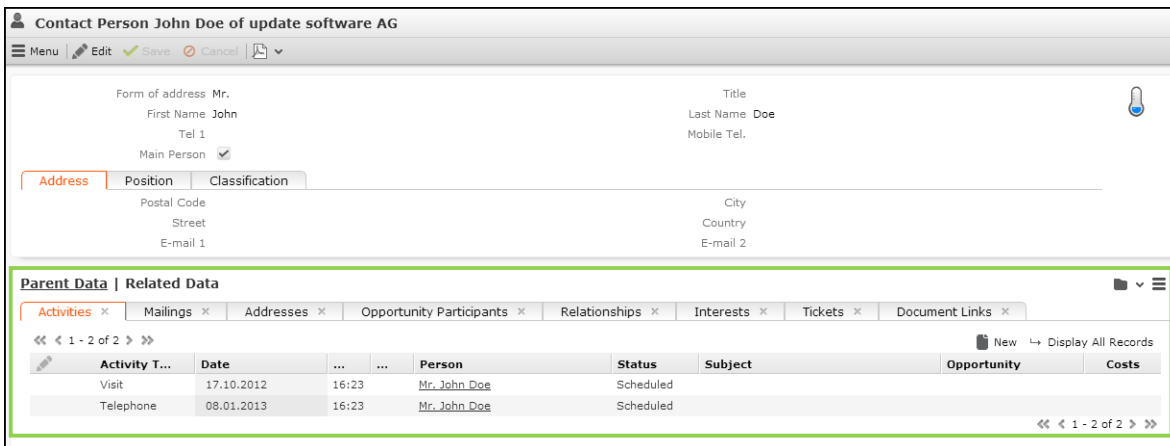 Contact Person John Doe of update software AG
Menu Edit Save Cancel
Form of address Mr. Title
First Name John Last Name Doe
Tel 1 Mobile Tel.
Main Person
Address Position Classification
Postal Code City
Street Country
E-mail 1 E-mail 2
Parent Data | Related Data
Activities × Mailings × Addresses × Opportunity Participants × Relationships × Interests × Tickets × Document Links ×
1 - 2 of 2 New Display All Records
Activity T... Date ... ... Person Status Subject Opportunity Costs
Visit 17.10.2012 16:23 Mr. John Doe Scheduled
Telephone 08.01.2013 16:23 Mr. John Doe Scheduled
1 - 2 of 2